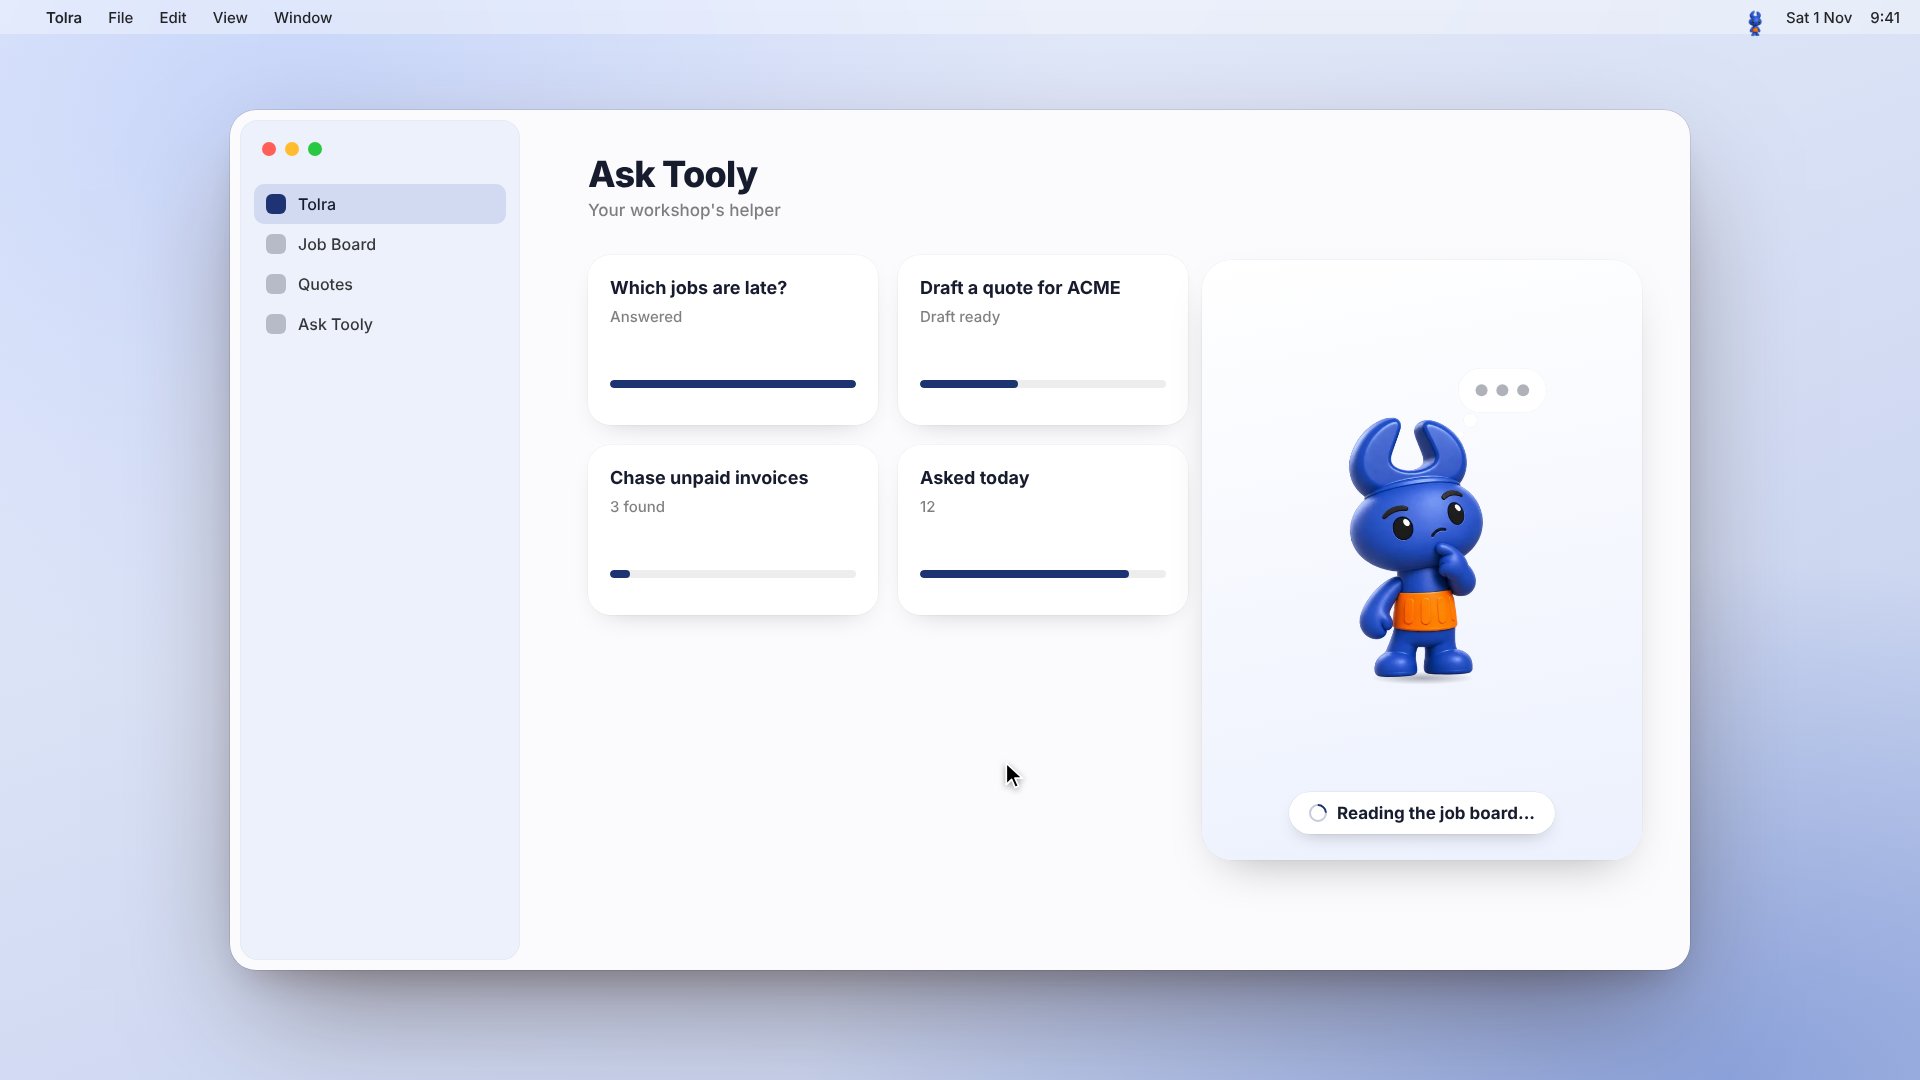 Tolra File Edit View Window Sat 1 Nov 9:41
Tolra
Job Board
Quotes
Ask Tooly
Ask Tooly
Your workshop's helper
Which jobs are late?
Answered
Draft a quote for ACME
Draft ready
Chase unpaid invoices
3 found
Asked today
12
Reading the job board...